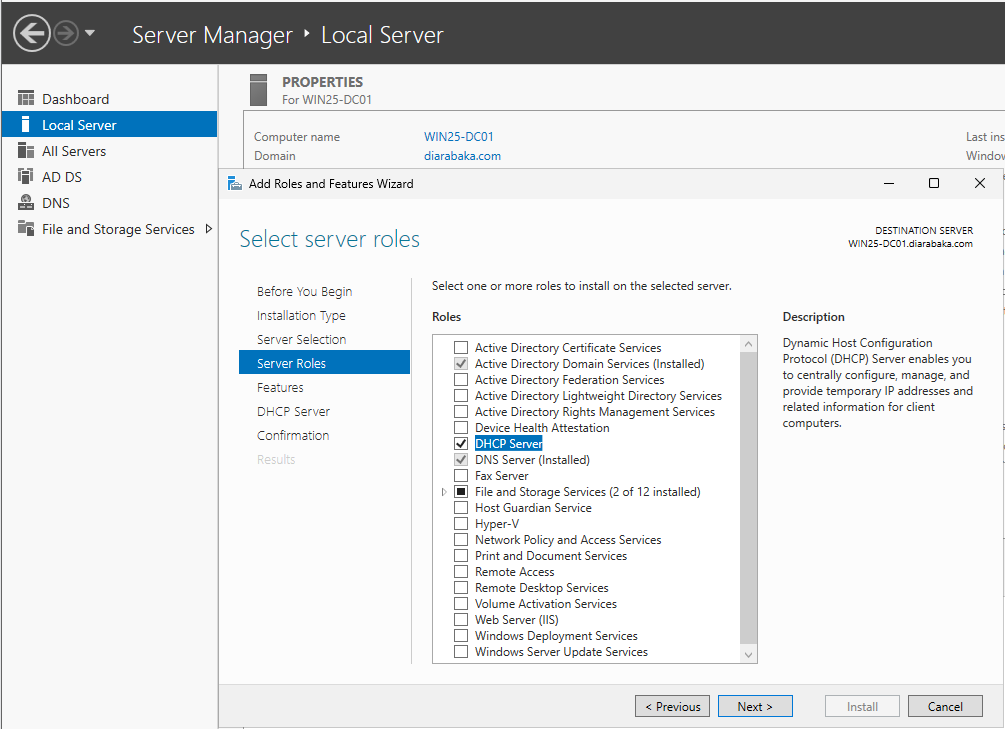 Server Manager ‣ Local Server
Dashboard
Local Server
All Servers
AD DS
DNS
File and Storage Services
PROPERTIES
For WIN25-DC01
Computer name WIN25-DC01 Last ins
Domain diarabaka.com Window
Add Roles and Features Wizard
Select server roles
DESTINATION SERVER
WIN25-DC01.diarabaka.com
Before You Begin
Installation Type
Server Selection
Server Roles
Features
DHCP Server
Confirmation
Results
Select one or more roles to install on the selected server.
Roles
Active Directory Certificate Services
Active Directory Domain Services (Installed)
Active Directory Federation Services
Active Directory Lightweight Directory Services
Active Directory Rights Management Services
Device Health Attestation
DHCP Server
DNS Server (Installed)
Fax Server
File and Storage Services (2 of 12 installed)
Host Guardian Service
Hyper-V
Network Policy and Access Services
Print and Document Services
Remote Access
Remote Desktop Services
Volume Activation Services
Web Server (IIS)
Windows Deployment Services
Windows Server Update Services
Description
Dynamic Host Configuration
Protocol (DHCP) Server enables you
to centrally configure, manage, and
provide temporary IP addresses and
related information for client
computers.
< Previous
Next >
Install
Cancel